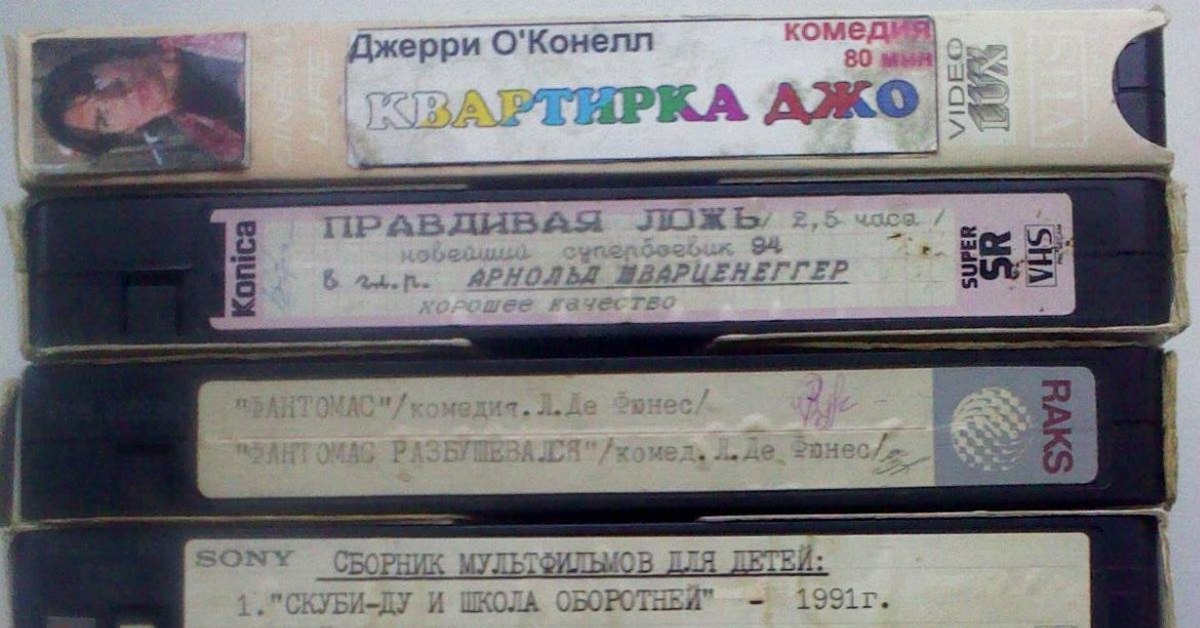 Джерри О'Конелл
комедия
80 мин
КВАРТИРКА ДЖО
VIDEO
LUX
VHS
Konica
ПРАВДИВАЯ ЛОЖЬ/ 2,5 часа /
новейший супербоевик 94
в гл.р. АРНОЛЬД ШВАРЦЕНЕГГЕР
хорошее качество
SUPER
SR
VHS
"ФАНТОМАС"/комедия.Л.Де Фюнес/
"ФАНТОМАС РАЗБУШЕВАЛСЯ"/комед.Л.Де Фюнес/
RAKS
SONY
СБОРНИК МУЛЬТФИЛЬМОВ ДЛЯ ДЕТЕЙ:
1."СКУБИ-ДУ И ШКОЛА ОБОРОТНЕЙ" - 1991г.